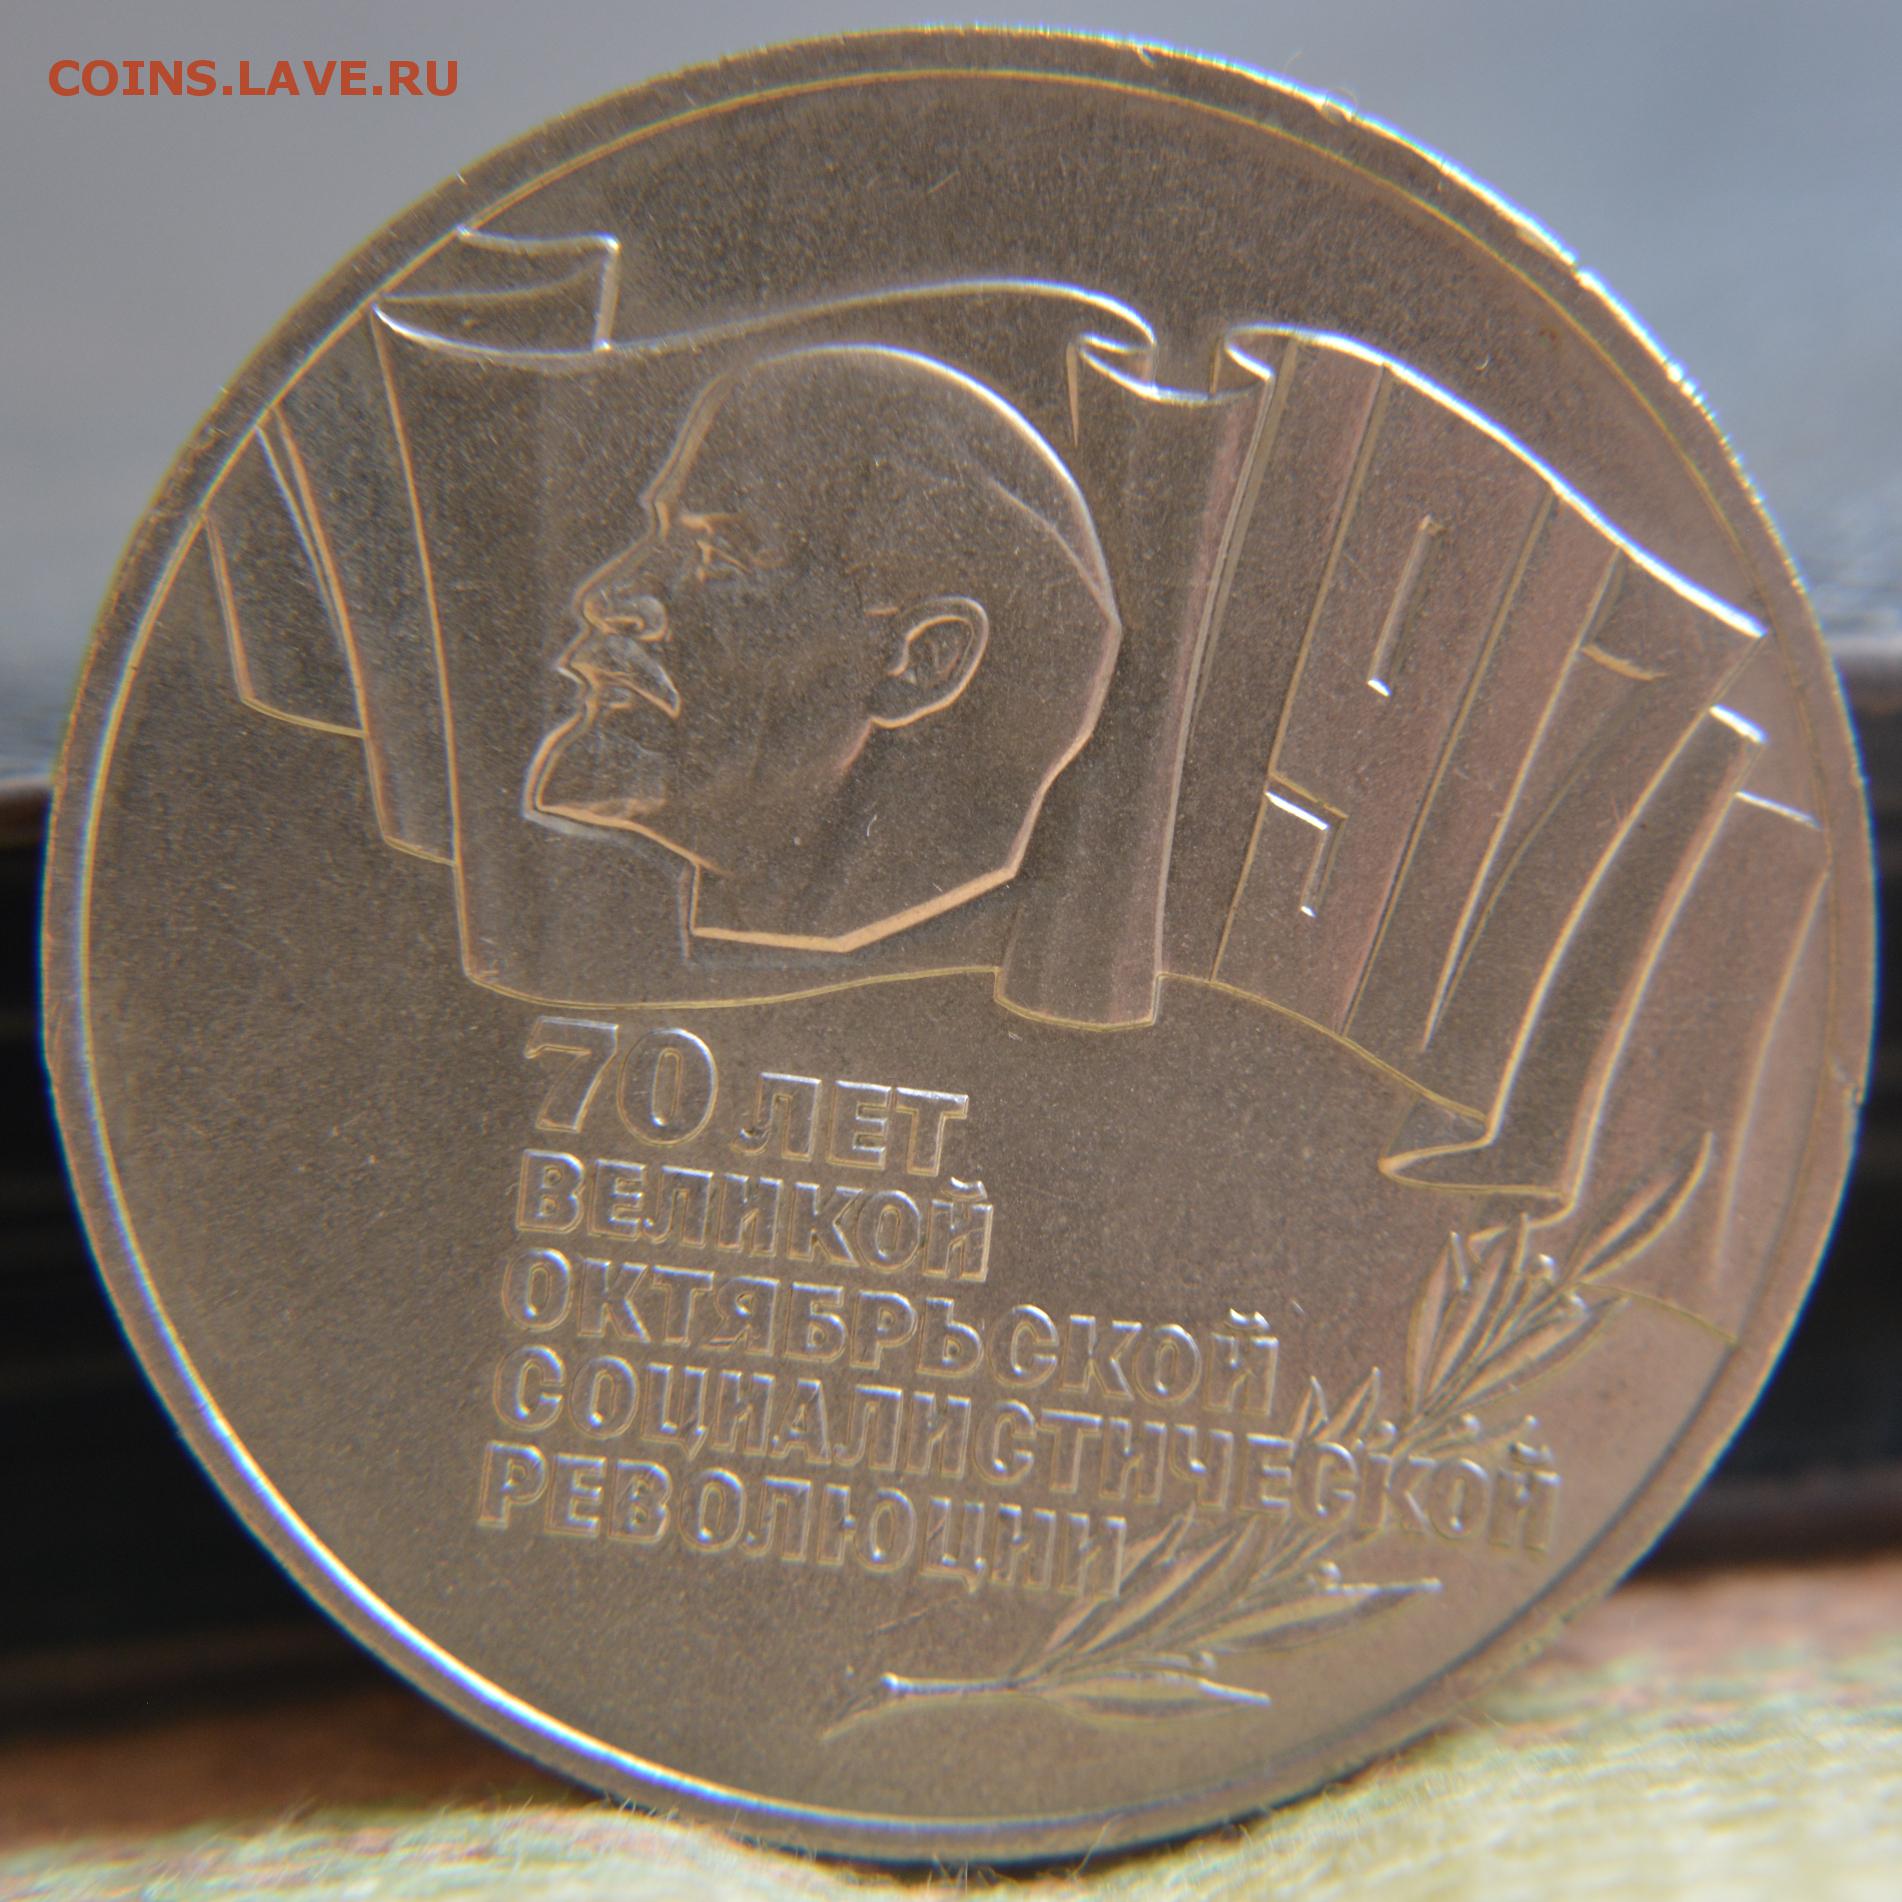 COINS.LAVE.RU
70 ЛЕТ
ВЕЛИКОЙ
ОКТЯБРЬСКОЙ
СОЦИАЛИСТИЧЕСКОЙ
РЕВОЛЮЦИИ